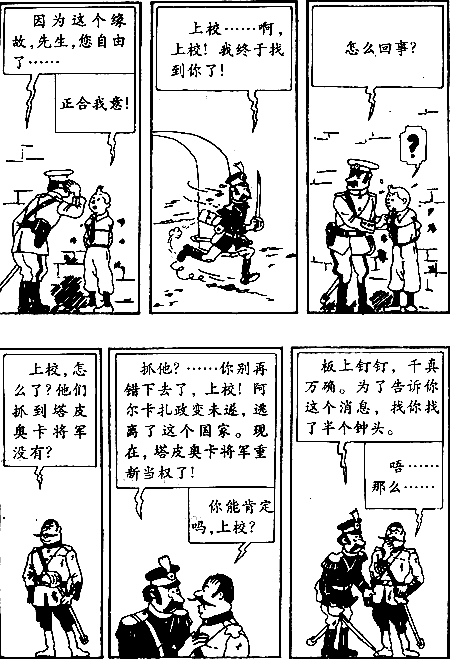 因为这个缘
故,先生,您自由
了……
正合我意!
上校……啊,
上校!我终于找
到你了!
怎么回事?
?
上校,怎
么了?他们
抓到塔皮
奥卡将军
没有?
抓他?……你别再
错下去了,上校!阿
尔卡扎政变未遂,逃
离了这个国家。现
在,塔皮奥卡将军重
新当权了!
你能肯定
吗,上校?
板上钉钉,千真
万确。为了告诉你
这个消息,找你找
了半个钟头。
唔……
那么……